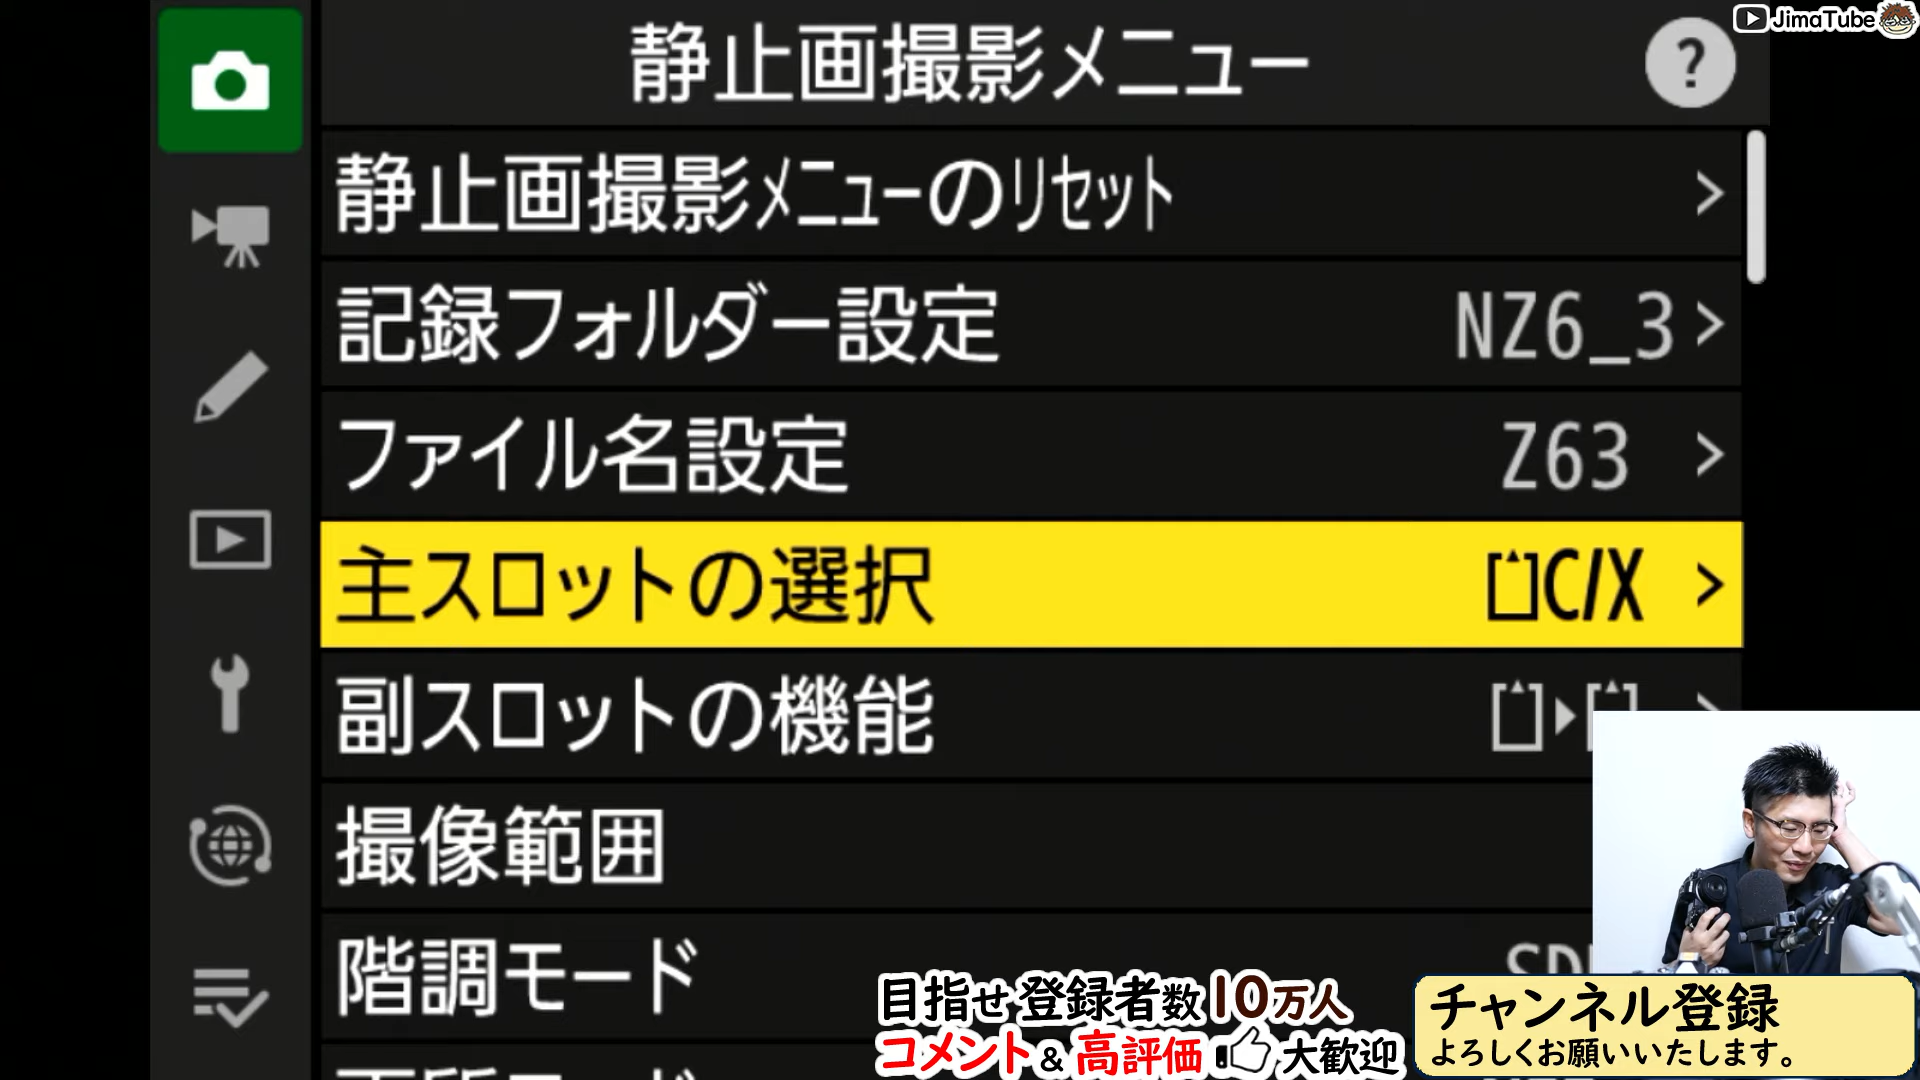 JimaTube
静止画撮影メニュー
?
静止画撮影メニューのリセット
記録フォルダー設定 NZ6_3
ファイル名設定 Z63
主スロットの選択 C/X
副スロットの機能
撮像範囲
階調モード
目指せ登録者数10万人
コメント&高評価 大歓迎
チャンネル登録
よろしくお願いいたします。